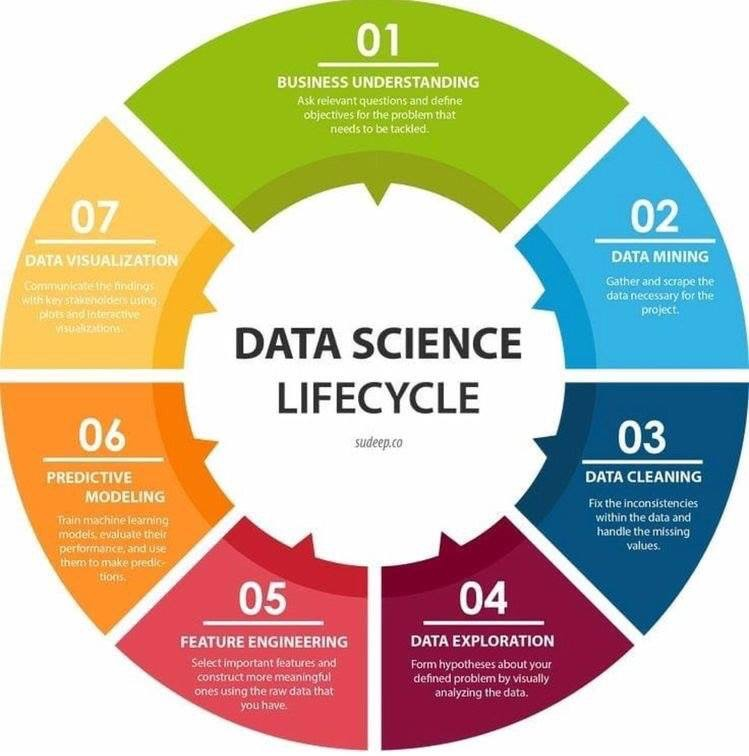 01
BUSINESS UNDERSTANDING
Ask relevant questions and define
objectives for the problem that
needs to be tackled.
02
DATA MINING
Gather and scrape the
data necessary for the
project.
03
DATA CLEANING
Fix the inconsistencies
within the data and
handle the missing
values.
04
DATA EXPLORATION
Form hypotheses about your
defined problem by visually
analyzing the data.
05
FEATURE ENGINEERING
Select important features and
construct more meaningful
ones using the raw data that
you have.
06
PREDICTIVE
MODELING
Train machine learning
models, evaluate their
performance, and use
them to make predic-
tions.
07
DATA VISUALIZATION
Communicate the findings
with key stakeholders using
plots and interactive
visualizations.
DATA SCIENCE
LIFECYCLE
sudeep.co